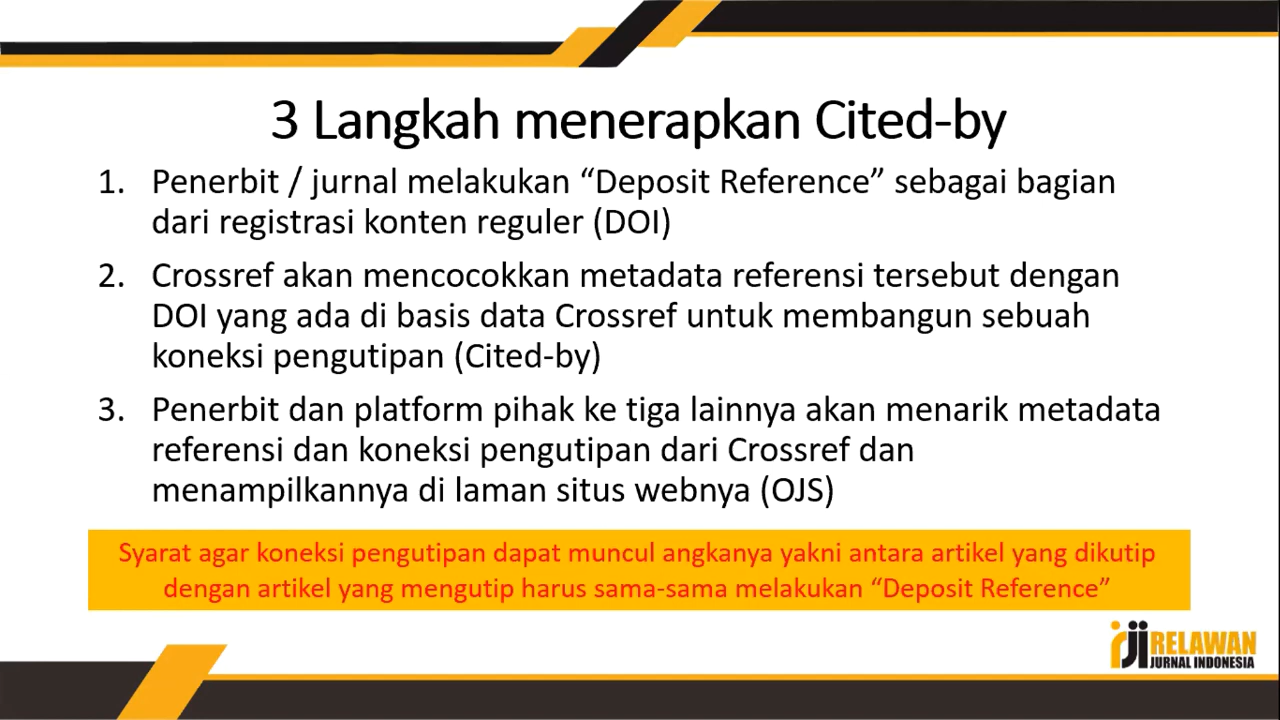 3 Langkah menerapkan Cited-by
1. Penerbit / jurnal melakukan “Deposit Reference” sebagai bagian
dari registrasi konten reguler (DOI)
2. Crossref akan mencocokkan metadata referensi tersebut dengan
DOI yang ada di basis data Crossref untuk membangun sebuah
koneksi pengutipan (Cited-by)
3. Penerbit dan platform pihak ke tiga lainnya akan menarik metadata
referensi dan koneksi pengutipan dari Crossref dan
menampilkannya di laman situs webnya (OJS)
Syarat agar koneksi pengutipan dapat muncul angkanya yakni antara artikel yang dikutip
dengan artikel yang mengutip harus sama-sama melakukan “Deposit Reference”
rji RELAWAN
JURNAL INDONESIA